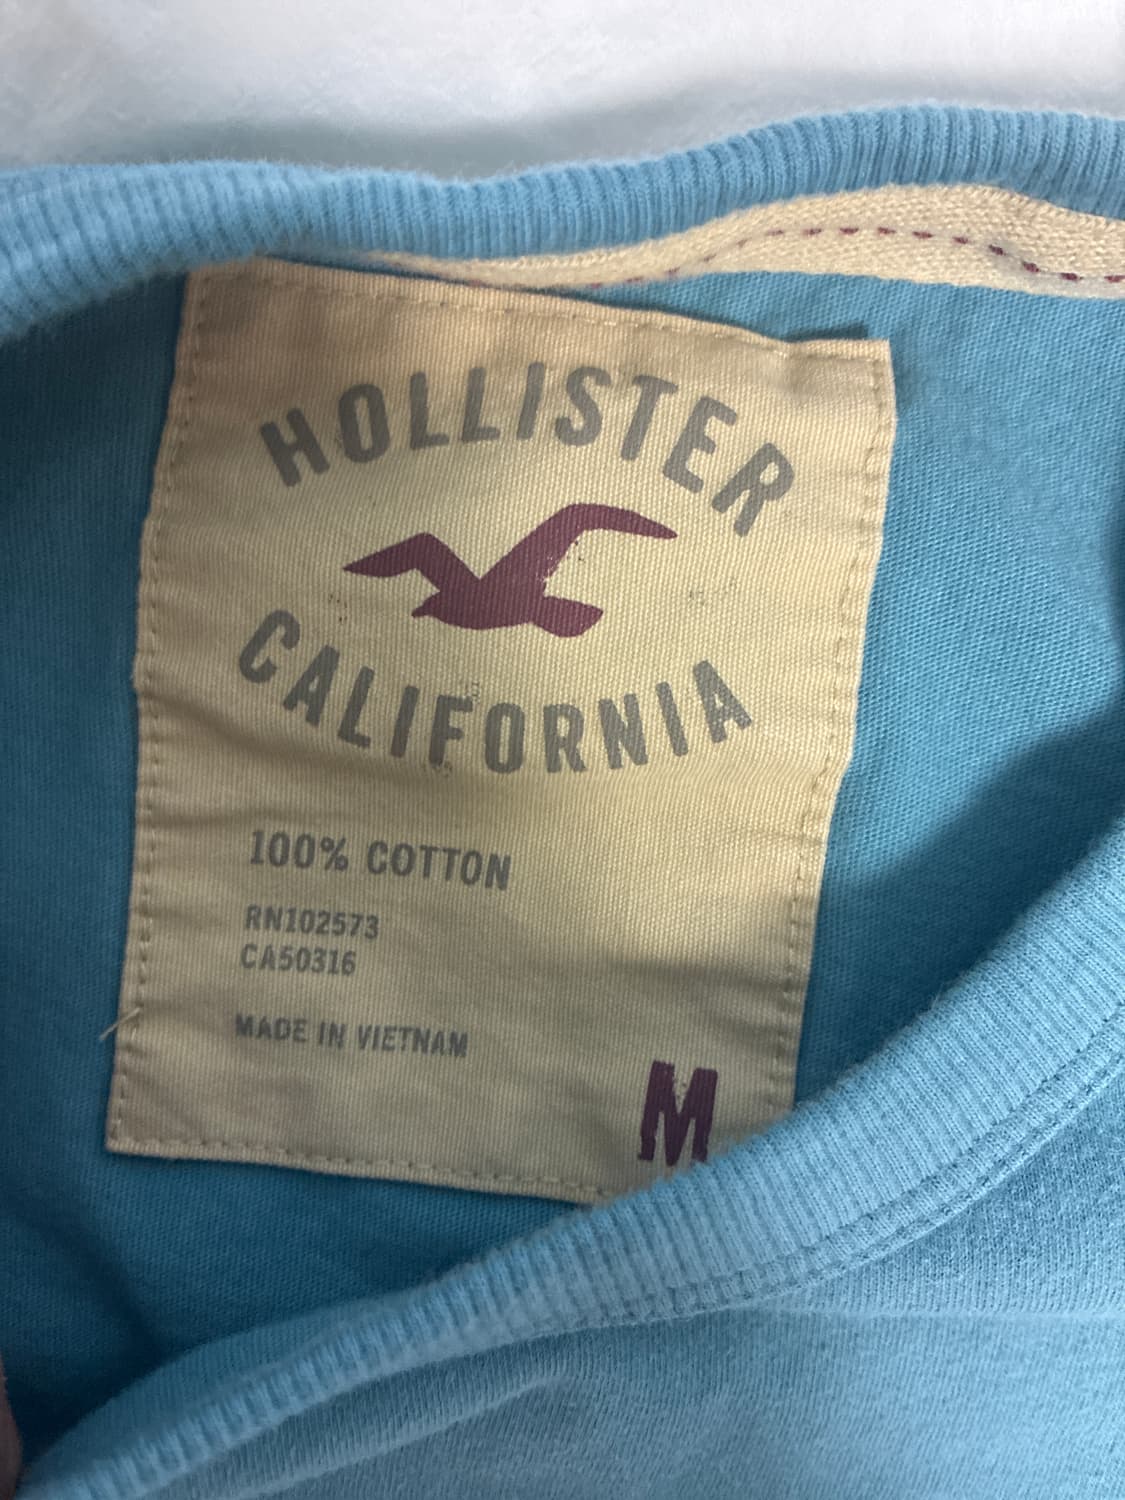 HOLLISTER
CALIFORNIA
100% COTTON
RN102573
CA50316
MADE IN VIETNAM
M